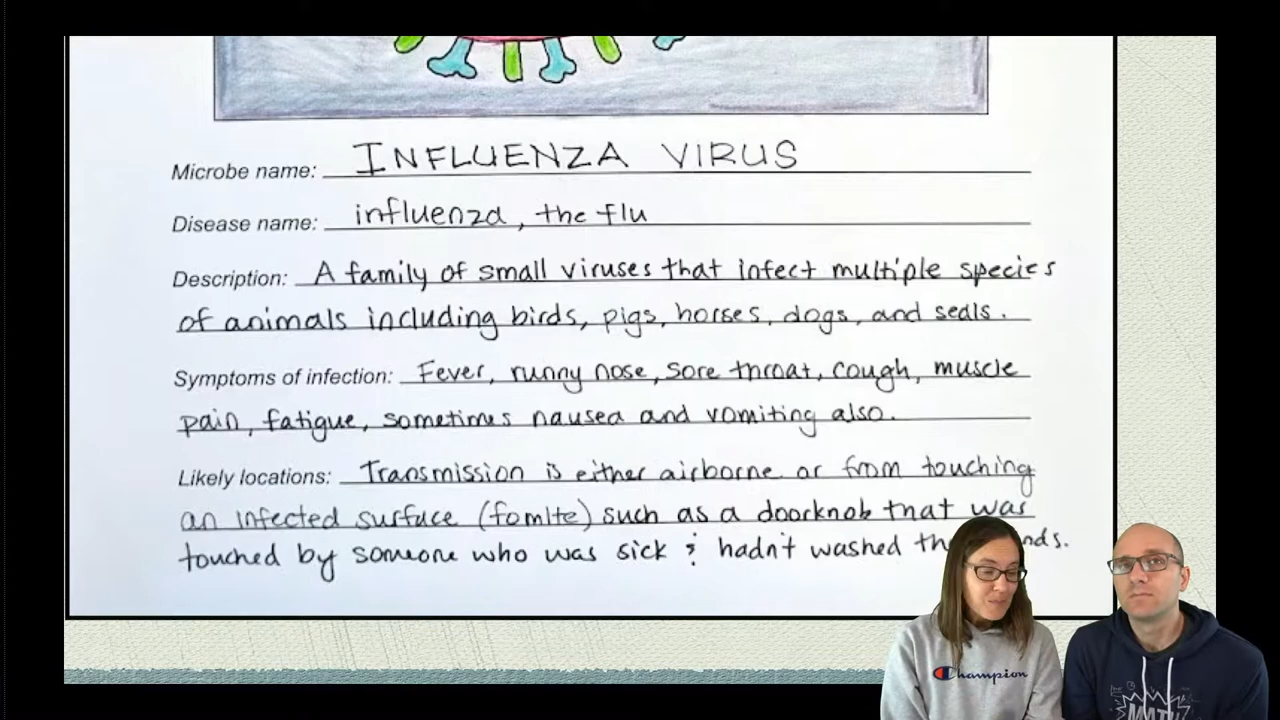 Microbe name: INFLUENZA VIRUS
Disease name: influenza, the flu
Description: A family of small viruses that infect multiple species
of animals including birds, pigs, horses, dogs, and seals.
Symptoms of infection: Fever, runny nose, sore throat, cough, muscle
pain, fatigue, sometimes nausea and vomiting also.
Likely locations: Transmission is either airborne or from touching
an infected surface (fomite) such as a doorknob that was
touched by someone who was sick & hadn't washed
Champion
MATH